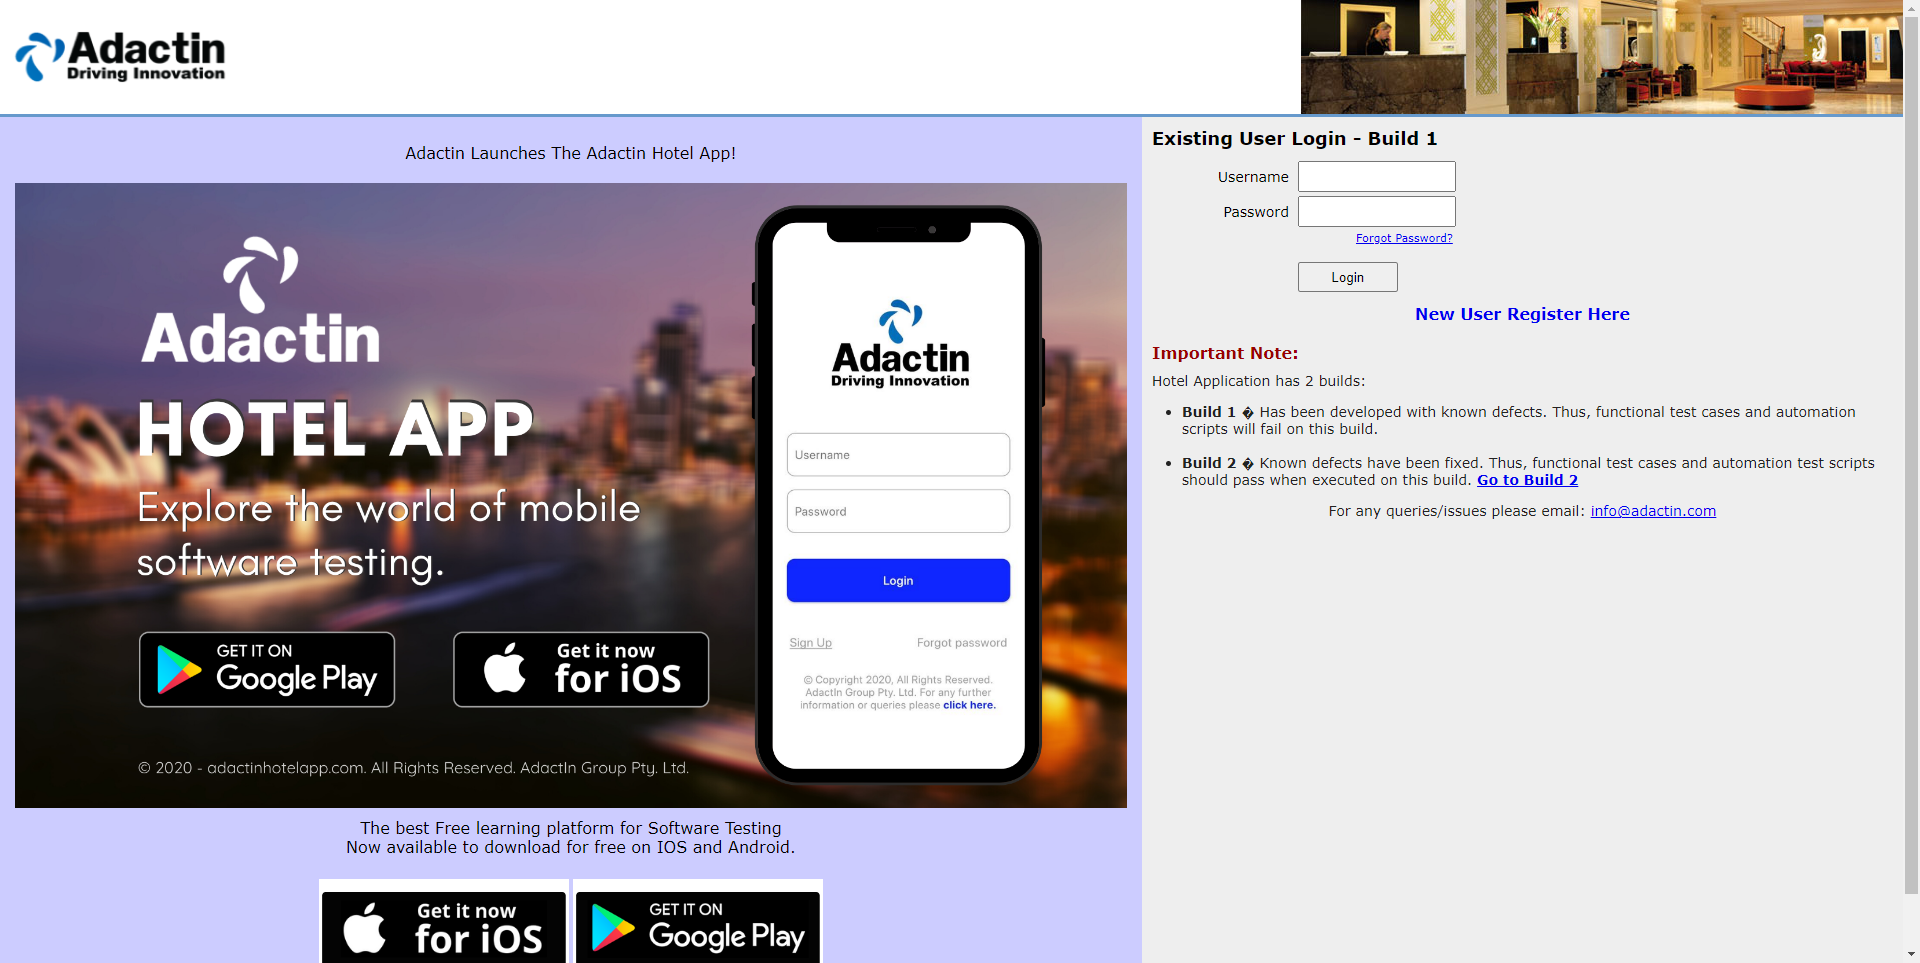 Adactin
Driving Innovation
Adactin Launches The Adactin Hotel App!
Adactin
HOTEL APP
Explore the world of mobile
software testing.
GET IT ON
Google Play
Get it now
for iOS
© 2020 - adactinhotelapp.com. All Rights Reserved. AdactIn Group Pty. Ltd.
Adactin
Driving Innovation
Username
Password
Login
Sign Up Forgot password
© Copyright 2020, All Rights Reserved.
AdactIn Group Pty. Ltd. For any further
information or queries please click here.
The best Free learning platform for Software Testing
Now available to download for free on IOS and Android.
Get it now
for iOS
GET IT ON
Google Play
Existing User Login - Build 1
Username
Password
Forgot Password?
Login
New User Register Here
Important Note:
Hotel Application has 2 builds:
• Build 1 � Has been developed with known defects. Thus, functional test cases and automation
scripts will fail on this build.
• Build 2 � Known defects have been fixed. Thus, functional test cases and automation test scripts
should pass when executed on this build. Go to Build 2
For any queries/issues please email: info@adactin.com